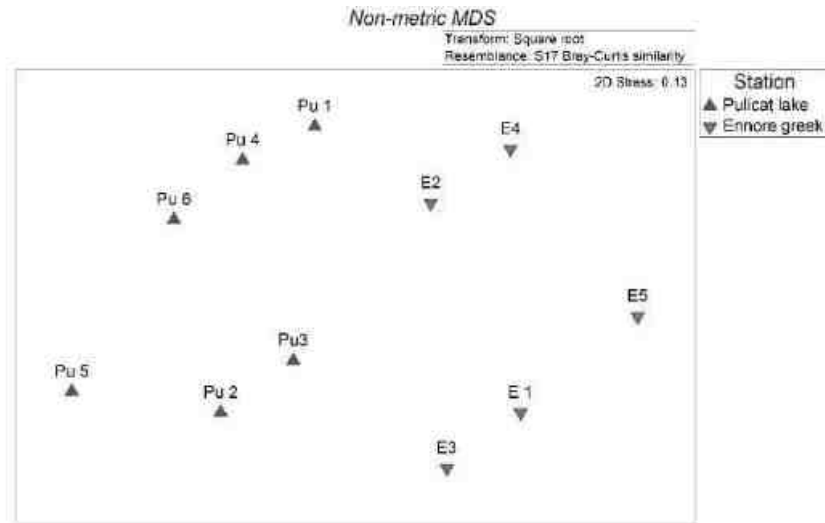 Non-metric MDS
Transform: Square root
Resemblance: S17 Bray-Curtis similarity
2D Stress: 0.13
Station
Pulicat lake
Ennore greek
Pu 1
E4
Pu 4
E2
Pu 6
E5
Pu3
Pu 5
Pu 2
E 1
E3